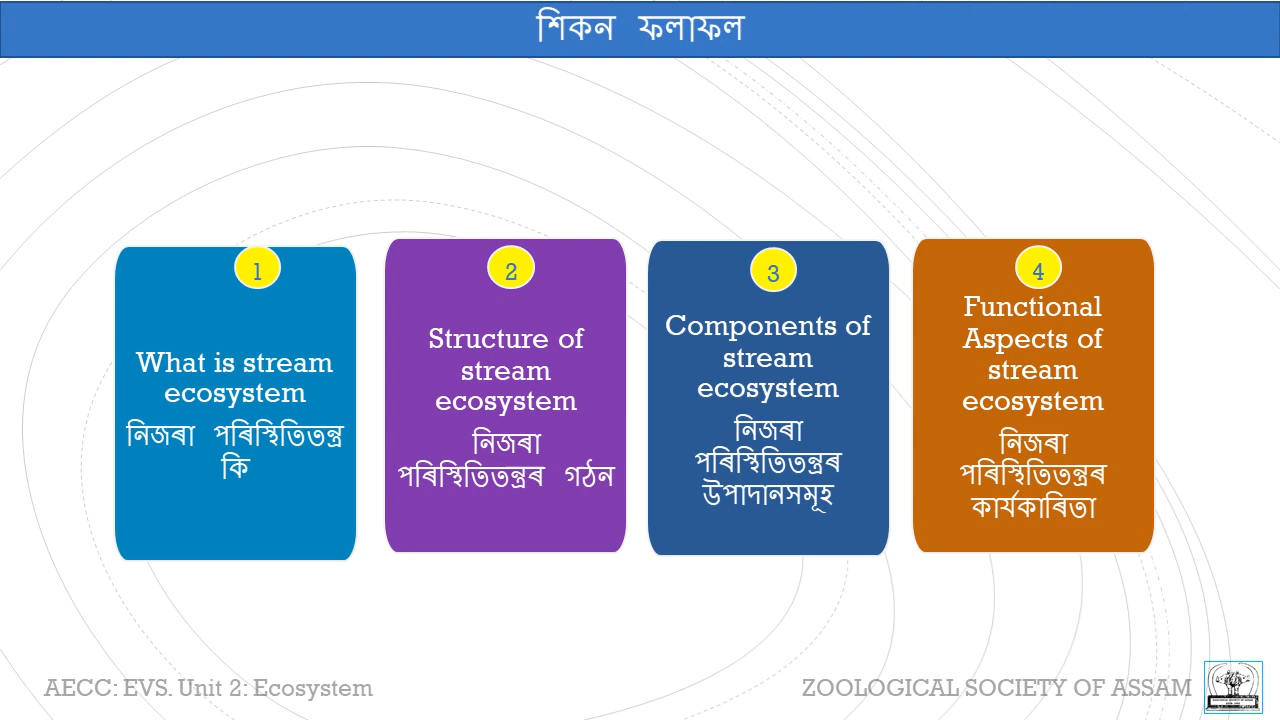 শিকন ফলাফল
1
What is stream
ecosystem
নিজৰা পৰিস্থিতিতন্ত্ৰ
কি
2
Structure of
stream
ecosystem
নিজৰা
পৰিস্থিতিতন্ত্ৰৰ গঠন
3
Components of
stream
ecosystem
নিজৰা
পৰিস্থিতিতন্ত্ৰৰ
উপাদানসমূহ
4
Functional
Aspects of
stream
ecosystem
নিজৰা
পৰিস্থিতিতন্ত্ৰৰ
কাৰ্যকাৰিতা
AECC: EVS. Unit 2: Ecosystem
ZOOLOGICAL SOCIETY OF ASSAM